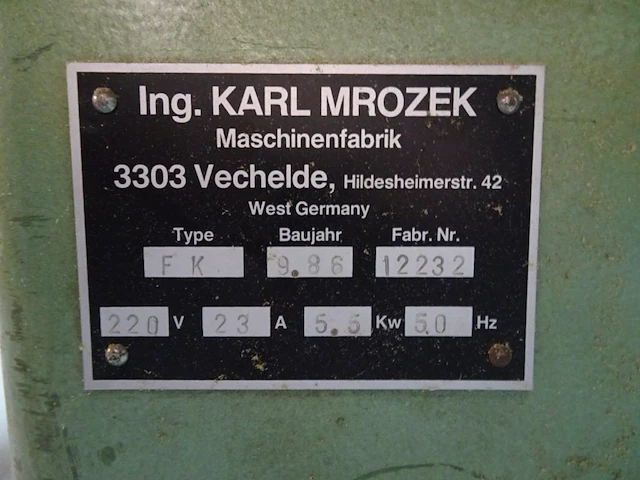 Ing. KARL MROZEK
Maschinenfabrik
3303 Vechelde, Hildesheimerstr. 42
West Germany
Type Baujahr Fabr. Nr.
FK 9.86 12232
220 V 23 A 5.5 Kw 50 Hz